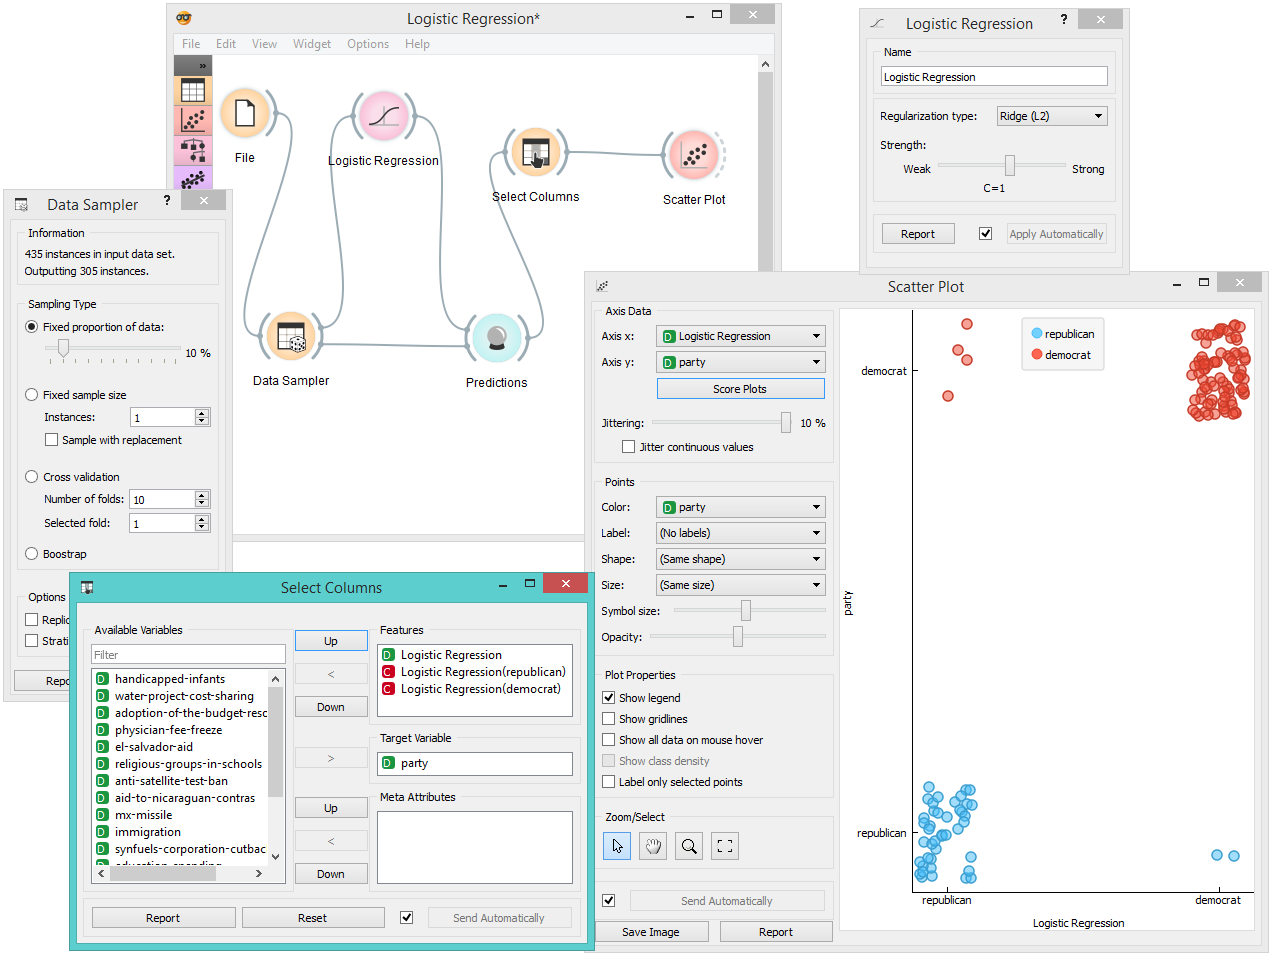 Logistic Regression*
File Edit View Widget Options Help
File
Logistic Regression
Select Columns
Scatter Plot
Data Sampler
Predictions
Logistic Regression
?
Name
Logistic Regression
Regularization type: Ridge (L2)
Strength:
Weak Strong
C=1
Report Apply Automatically
Data Sampler
?
Information
435 instances in input data set.
Outputting 305 instances.
Sampling Type
Fixed proportion of data:
10 %
Fixed sample size
Instances: 1
Sample with replacement
Cross validation
Number of folds: 10
Selected fold: 1
Boostrap
Options
Replic
Strati
Repo
Select Columns
Available Variables
Filter
D handicapped-infants
D water-project-cost-sharing
D adoption-of-the-budget-resc
D physician-fee-freeze
D el-salvador-aid
D religious-groups-in-schools
D anti-satellite-test-ban
D aid-to-nicaraguan-contras
D mx-missile
D immigration
D synfuels-corporation-cutbac
education-spending
Up
<
Down
>
Up
<
Down
Features
D Logistic Regression
C Logistic Regression(republican)
C Logistic Regression(democrat)
Target Variable
D party
Meta Attributes
Report Reset Send Automatically
Scatter Plot
Axis Data
Axis x: D Logistic Regression
Axis y: D party
Score Plots
Jittering: 10 %
Jitter continuous values
Points
Color: D party
Label: (No labels)
Shape: (Same shape)
Size: (Same size)
Symbol size:
Opacity:
Plot Properties
Show legend
Show gridlines
Show all data on mouse hover
Show class density
Label only selected points
Zoom/Select
Send Automatically
Save Image Report
republican
democrat
democrat
party
republican
republican democrat
Logistic Regression